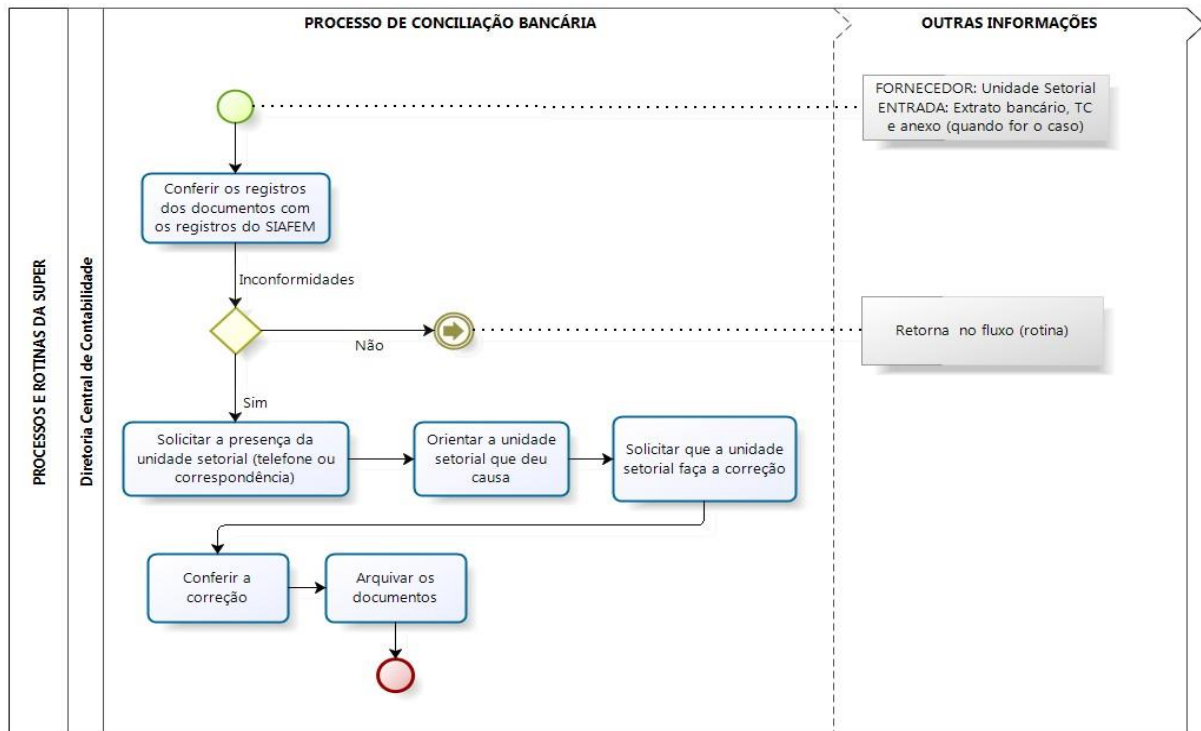 PROCESSOS E ROTINAS DA SUPER
Diretoria Central de Contabilidade
PROCESSO DE CONCILIAÇÃO BANCÁRIA
OUTRAS INFORMAÇÕES
FORNECEDOR: Unidade Setorial
ENTRADA: Extrato bancário, TC
e anexo (quando for o caso)
Conferir os registros
dos documentos com
os registros do SIAFEM
Inconformidades
Não
Retorna no fluxo (rotina)
Sim
Solicitar a presença da
unidade setorial (telefone ou
correspondência)
Orientar a unidade
setorial que deu
causa
Solicitar que a unidade
setorial faça a correção
Conferir a
correção
Arquivar os
documentos